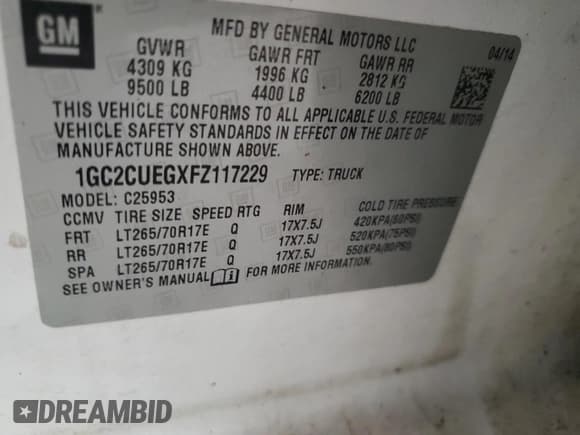 GM
MFD BY GENERAL MOTORS LLC
04/14
GVWR GAWR FRT GAWR RR
4309 KG 1996 KG 2812 KG
9500 LB 4400 LB 6200 LB
THIS VEHICLE CONFORMS TO ALL APPLICABLE U.S. FEDERAL MOTOR
VEHICLE SAFETY STANDARDS IN EFFECT ON THE DATE OF
MANUFACTURE SHOWN ABOVE.
1GC2CUEGXFZ117229 TYPE: TRUCK
MODEL: C25953
CCMV TIRE SIZE SPEED RTG RIM COLD TIRE PRESSURE
FRT LT265/70R17E Q 17X7.5J 420KPA(60PSI)
RR LT265/70R17E Q 17X7.5J 520KPA(75PSI)
SPA LT265/70R17E Q 17X7.5J 550KPA(80PSI)
SEE OWNER'S MANUAL FOR MORE INFORMATION.
DREAMBID